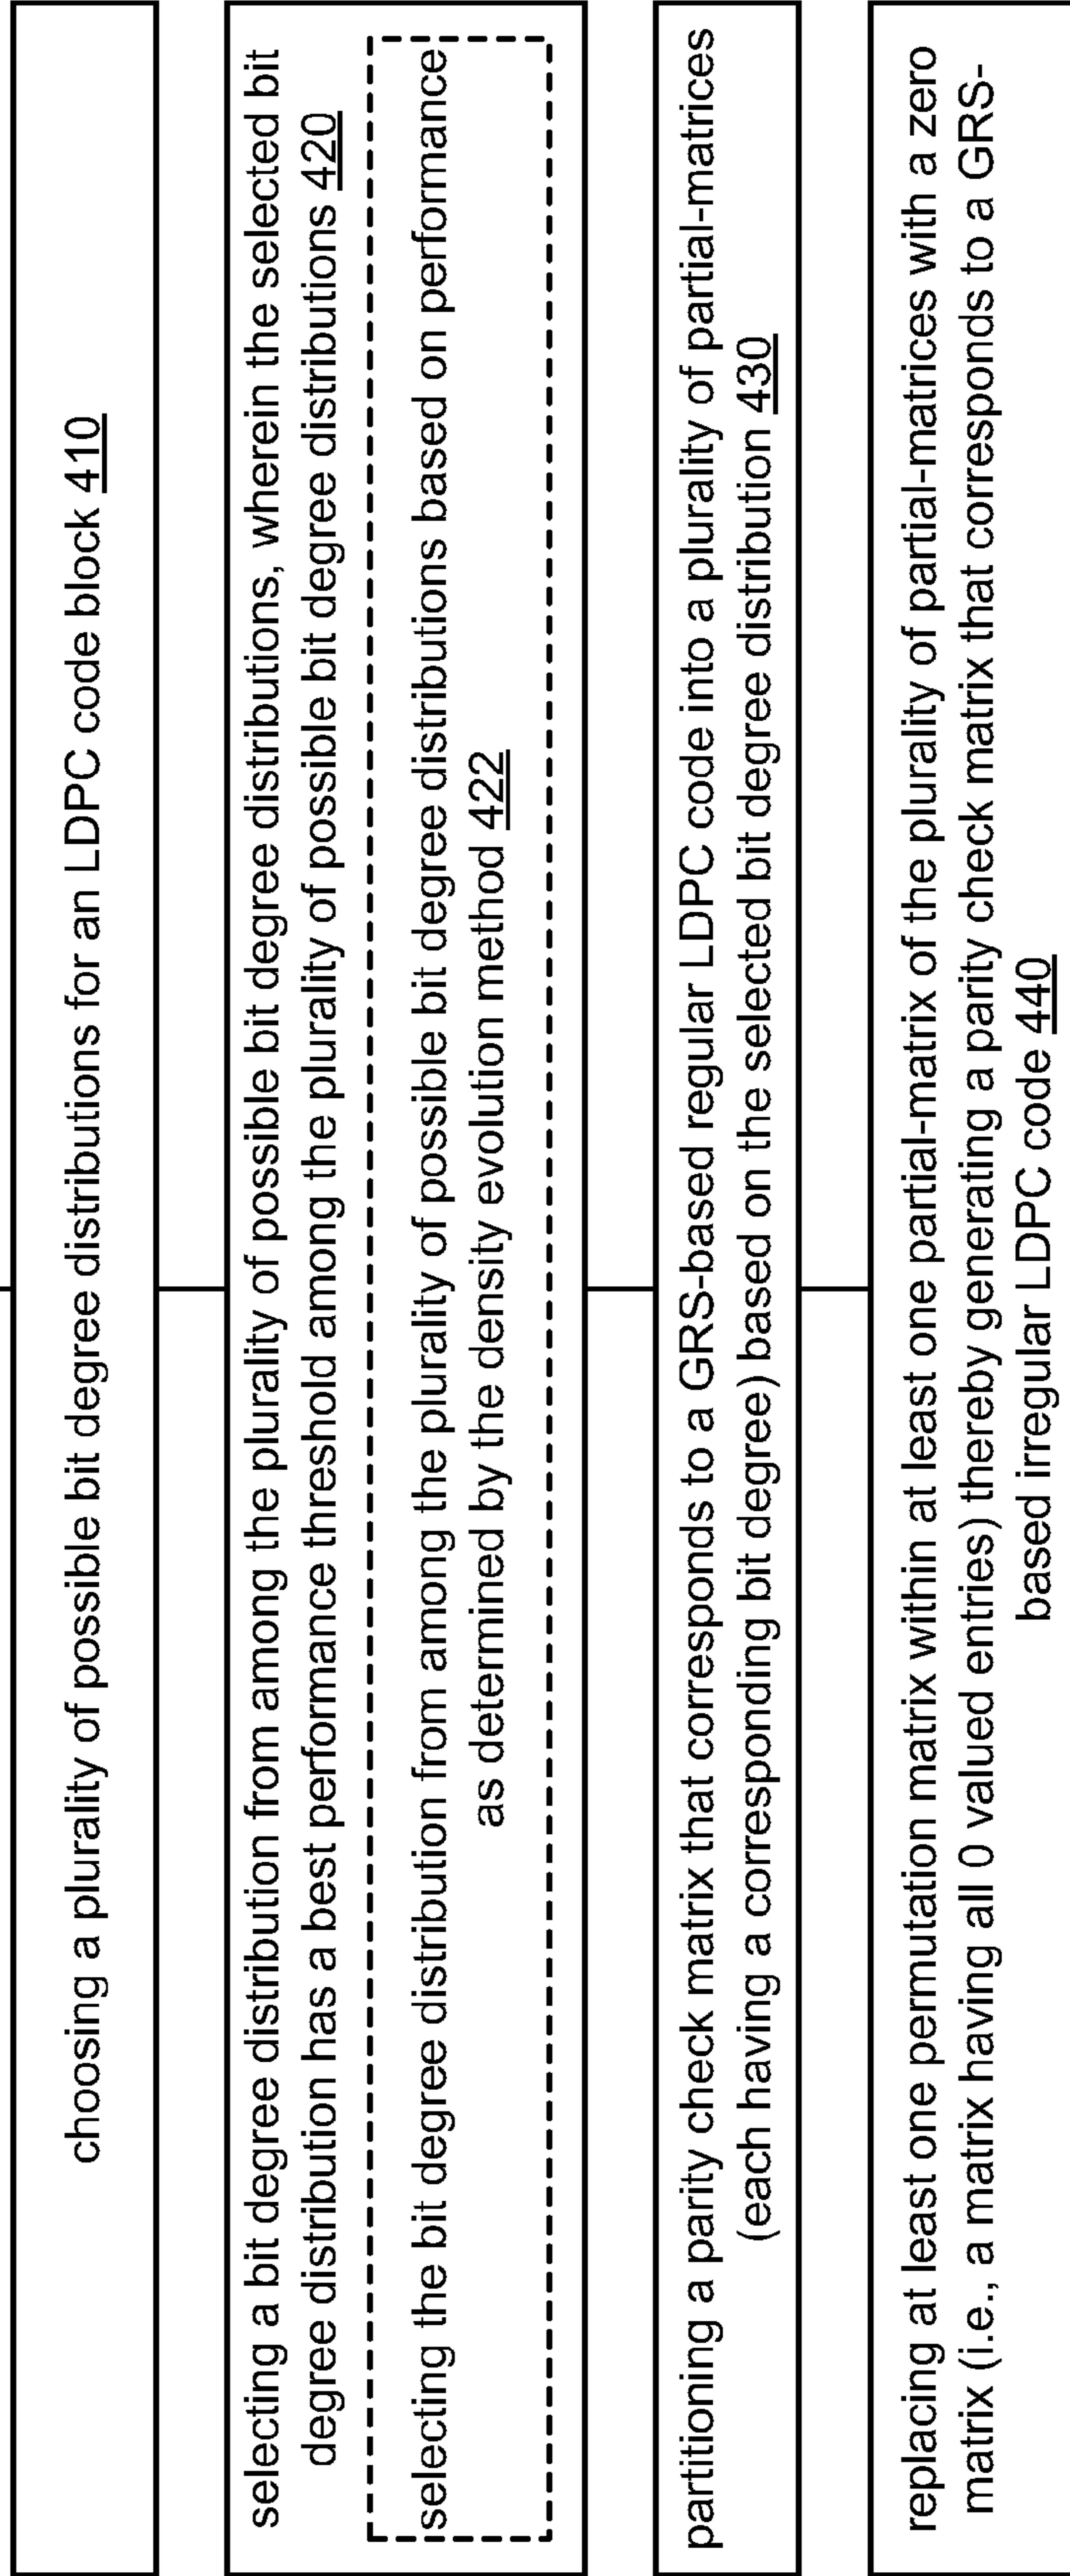 choosing a plurality of possible bit degree distributions for an LDPC code block 410
selecting a bit degree distribution from among the plurality of possible bit degree distributions, wherein the selected bit
degree distribution has a best performance threshold among the plurality of possible bit degree distributions 420
selecting the bit degree distribution from among the plurality of possible bit degree distributions based on performance
as determined by the density evolution method 422
partitioning a parity check matrix that corresponds to a GRS-based regular LDPC code into a plurality of partial-matrices
(each having a corresponding bit degree) based on the selected bit degree distribution 430
replacing at least one permutation matrix within at least one partial-matrix of the plurality of partial-matrices with a zero
matrix (i.e., a matrix having all 0 valued entries) thereby generating a parity check matrix that corresponds to a GRS-
based irregular LDPC code 440